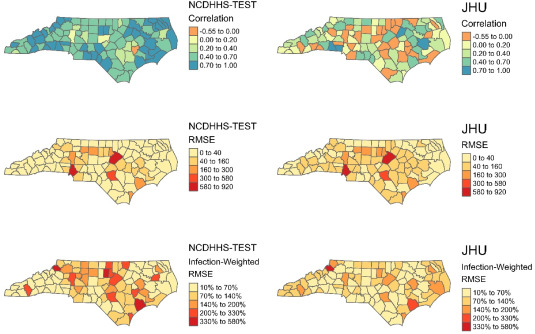 NCDHHS-TEST
Correlation
-0.55 to 0.00
0.00 to 0.20
0.20 to 0.40
0.40 to 0.70
0.70 to 1.00
JHU
Correlation
-0.55 to 0.00
0.00 to 0.20
0.20 to 0.40
0.40 to 0.70
0.70 to 1.00
NCDHHS-TEST
RMSE
0 to 40
40 to 160
160 to 300
300 to 580
580 to 920
JHU
RMSE
0 to 40
40 to 160
160 to 300
300 to 580
580 to 920
NCDHHS-TEST
Infection-Weighted
RMSE
10% to 70%
70% to 140%
140% to 200%
200% to 330%
330% to 580%
JHU
Infection-Weighted
RMSE
10% to 70%
70% to 140%
140% to 200%
200% to 330%
330% to 580%